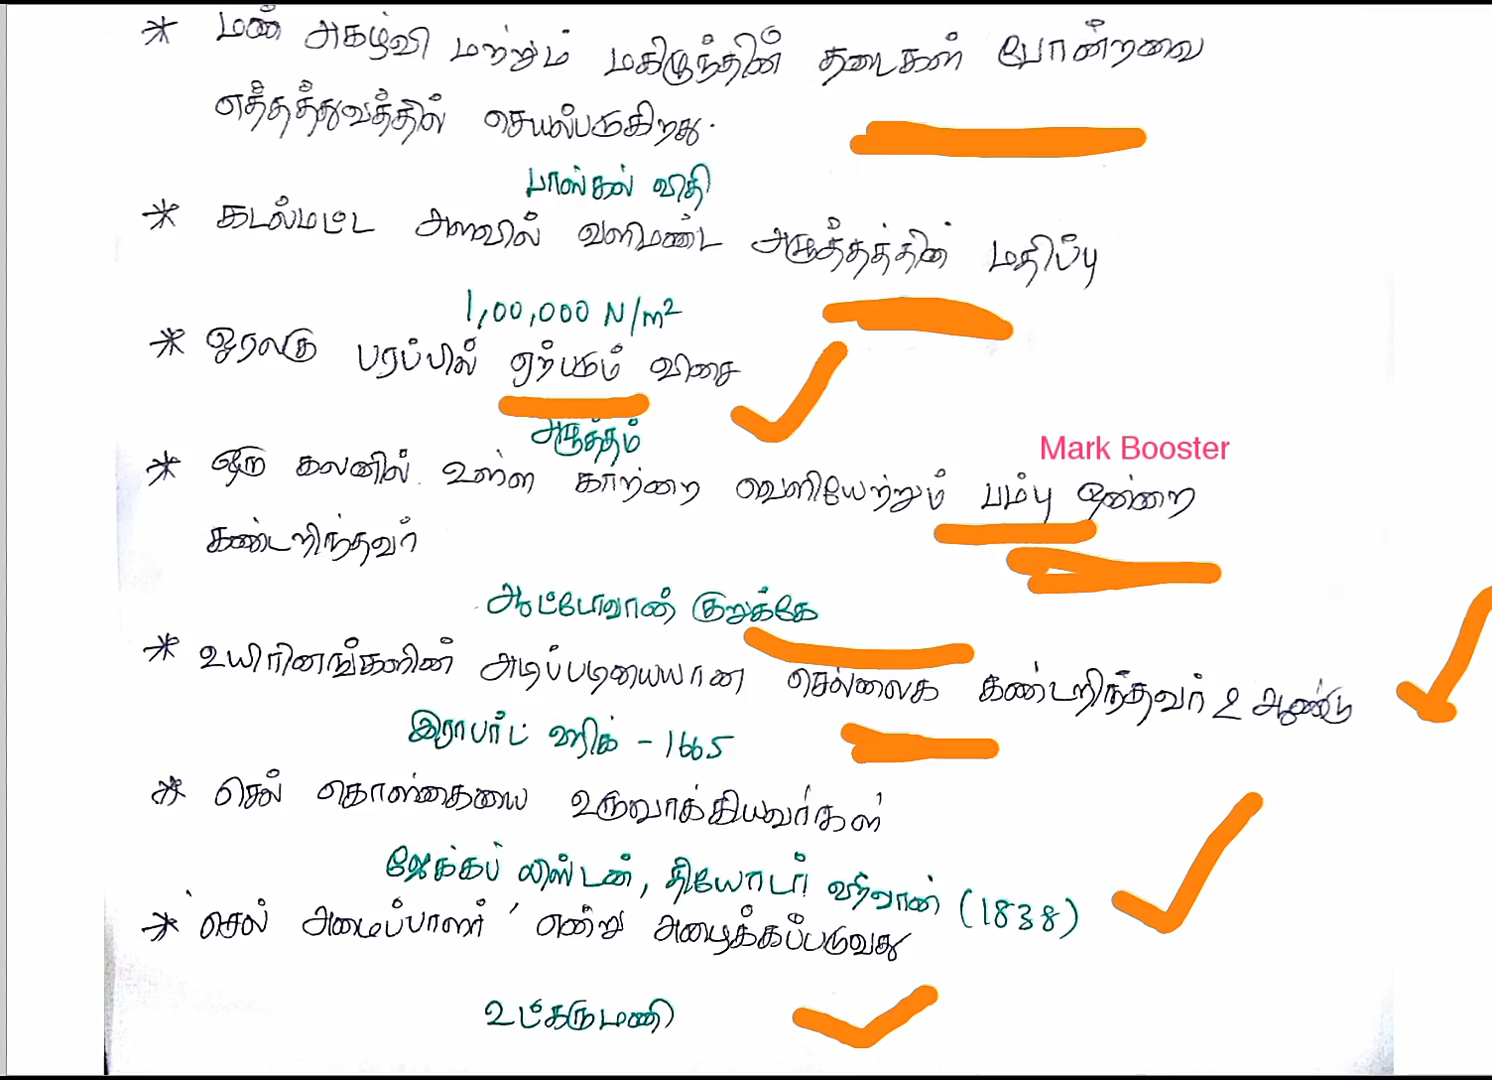 * மண் அகழ்வி மற்றும் மகிழுந்தின் தடைகள் போன்றவை
எத்தத்துவத்தில் செயல்படுகிறது.
பாஸ்கல் விதி
* கடல்மட்ட அளவில் வளிமண்ட அழுத்தத்தின் மதிப்பு
1,00,000 N/m²
* ஓரலகு பரப்பில் ஏற்படும் விசை
அழுத்தம்
Mark Booster
* ஒரு கலனில் உள்ள காற்றை வெளியேற்றும் பம்பு ஒன்றை
கண்டறிந்தவர்
ஆட்டோவான் குறுக்கே
* உயிரினங்களின் அடிப்படையான செல்லைக கண்டறிந்தவர் & ஆண்டு
இராபர்ட் ஹூக் - 1665
* செல் கொள்கையை உருவாக்கியவர்கள்
ஜேக்கப் லிஸ்டன், தியோடர் ஷ்வான் (1838)
* 'செல் அமைப்பாளர்' என்று அழைக்கப்படுவது
உட்கருமணி